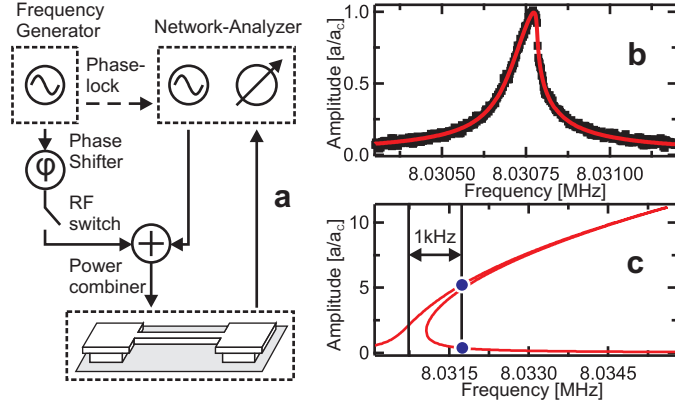 Frequency
Generator
Network-Analyzer
Phase-
lock
Phase
Shifter
φ
RF
switch
Power
combiner
a
b
Amplitude [a/a_c]
1.0
0.5
0.0
8.03050
8.03075
8.03100
Frequency [MHz]
c
1kHz
Amplitude [a/a_c]
10
5
0
8.0315
8.0330
8.0345
Frequency [MHz]